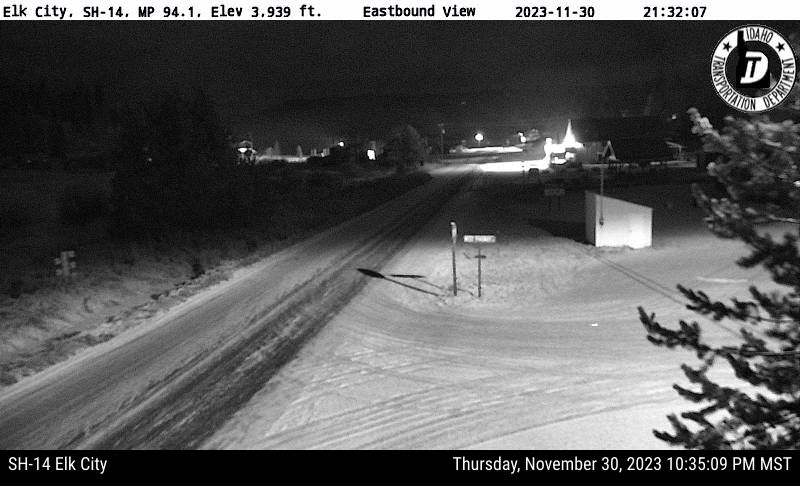 Elk City, SH-14, MP 94.1, Elev 3,939 ft. Eastbound View 2023-11-30 21:32:07
IDAHO
TRANSPORTATION DEPARTMENT
SH-14 Elk City Thursday, November 30, 2023 10:35:09 PM MST